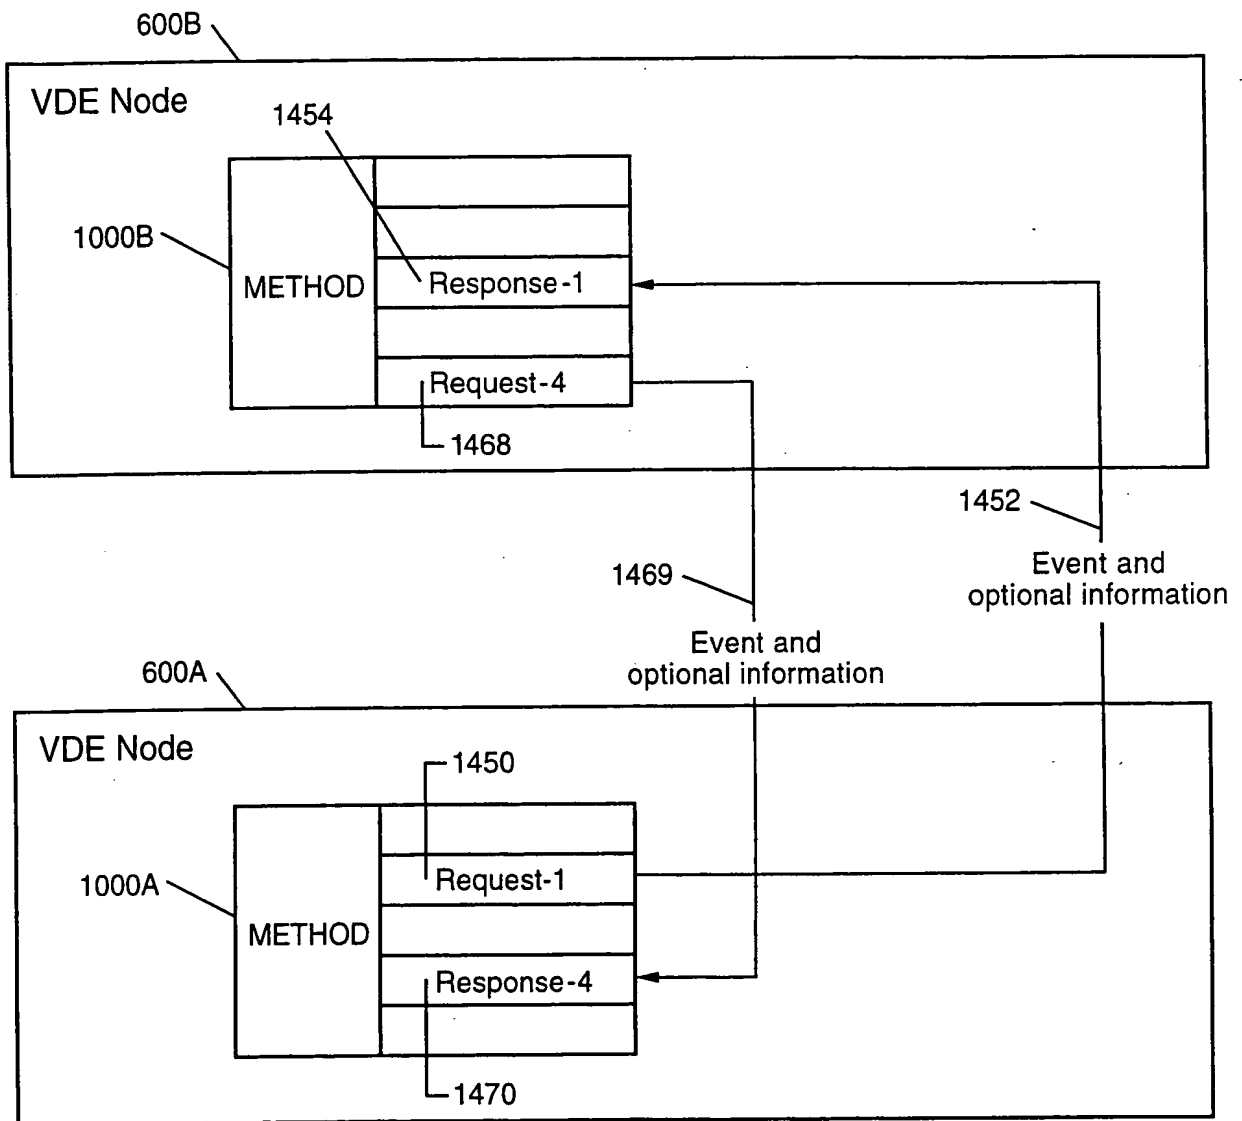 600B
VDE Node
1454
1000B
METHOD
Response-1
Request-4
1468
1452
Event and
optional information
1469
Event and
optional information
600A
VDE Node
1450
1000A
METHOD
Request-1
Response-4
1470